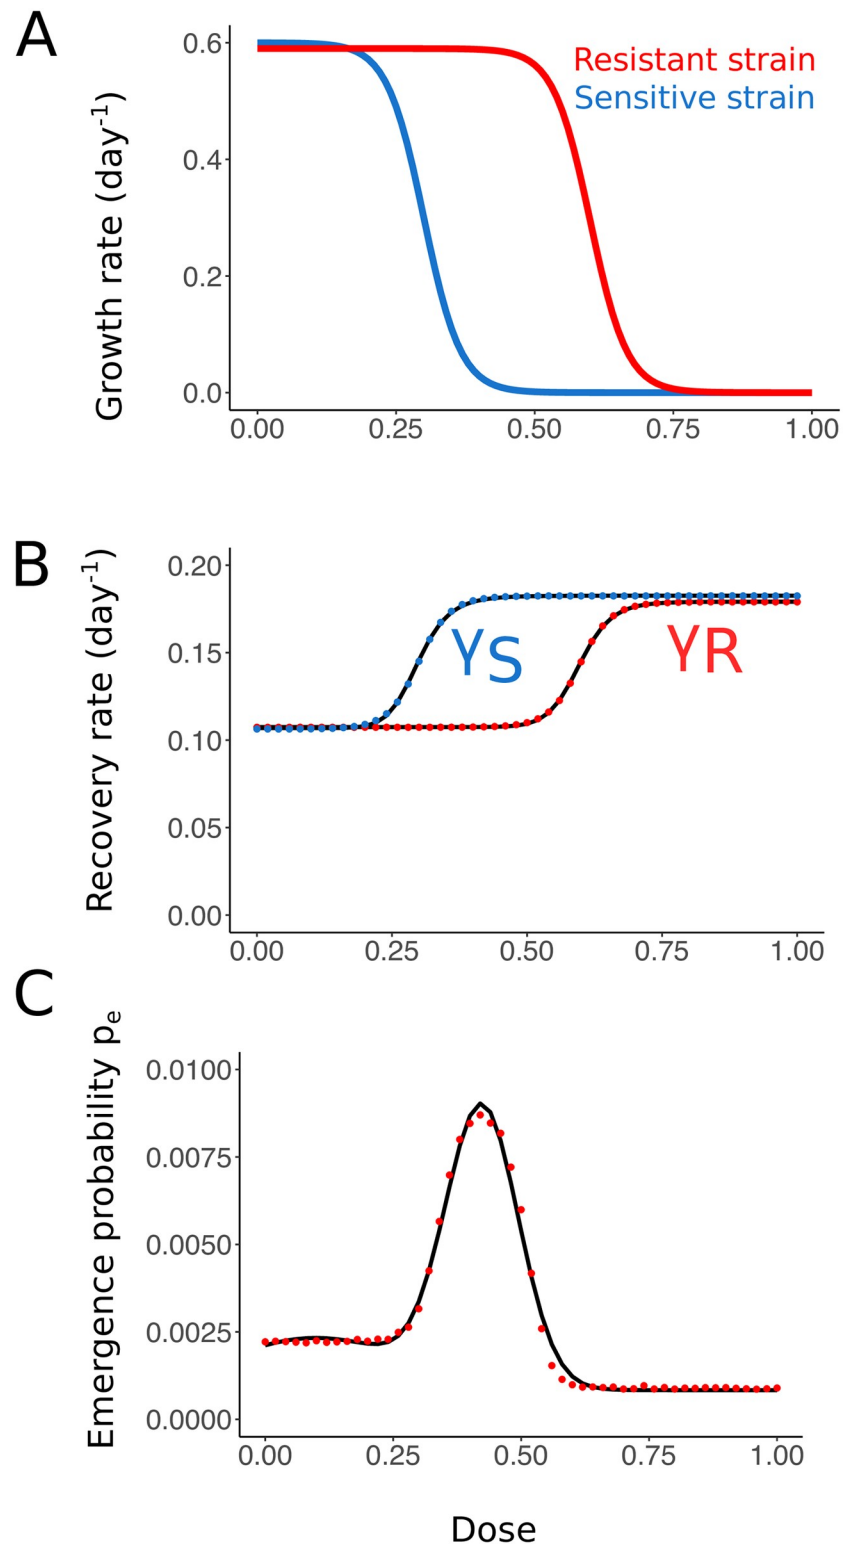 A
Growth rate (day-1)
0.6
0.4
0.2
0.0
Resistant strain
Sensitive strain
0.00 0.25 0.50 0.75 1.00
B
Recovery rate (day-1)
0.20
0.15
0.10
0.05
0.00
YS YR
0.00 0.25 0.50 0.75 1.00
C
Emergence probability pe
0.0100
0.0075
0.0050
0.0025
0.0000
0.00 0.25 0.50 0.75 1.00
Dose